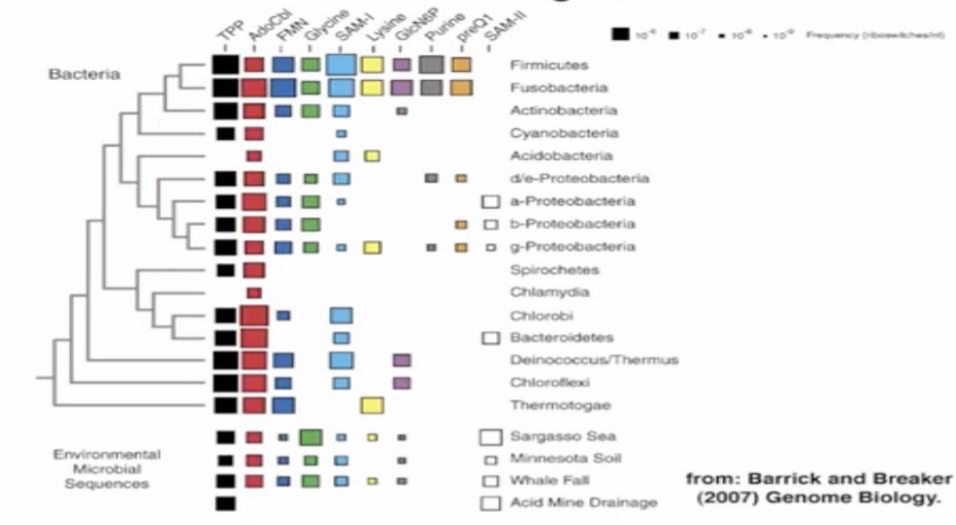 TPP AdoCbl FMN Glycine SAM-I Lysine GlcN6P Purine preQ1 SAM-II
10-6 10-7 10-8 10-9 Frequency (riboswitches/nt)
Bacteria
Firmicutes
Fusobacteria
Actinobacteria
Cyanobacteria
Acidobacteria
d/e-Proteobacteria
a-Proteobacteria
b-Proteobacteria
g-Proteobacteria
Spirochetes
Chlamydia
Chlorobi
Bacteroidetes
Deinococcus/Thermus
Chloroflexi
Thermotogae
Environmental
Microbial
Sequences
Sargasso Sea
Minnesota Soil
Whale Fall
Acid Mine Drainage
from: Barrick and Breaker
(2007) Genome Biology.